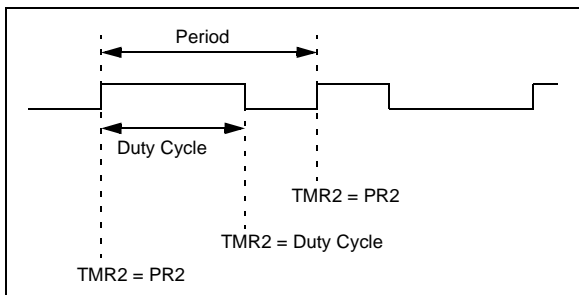 Period
Duty Cycle
TMR2 = PR2
TMR2 = Duty Cycle
TMR2 = PR2